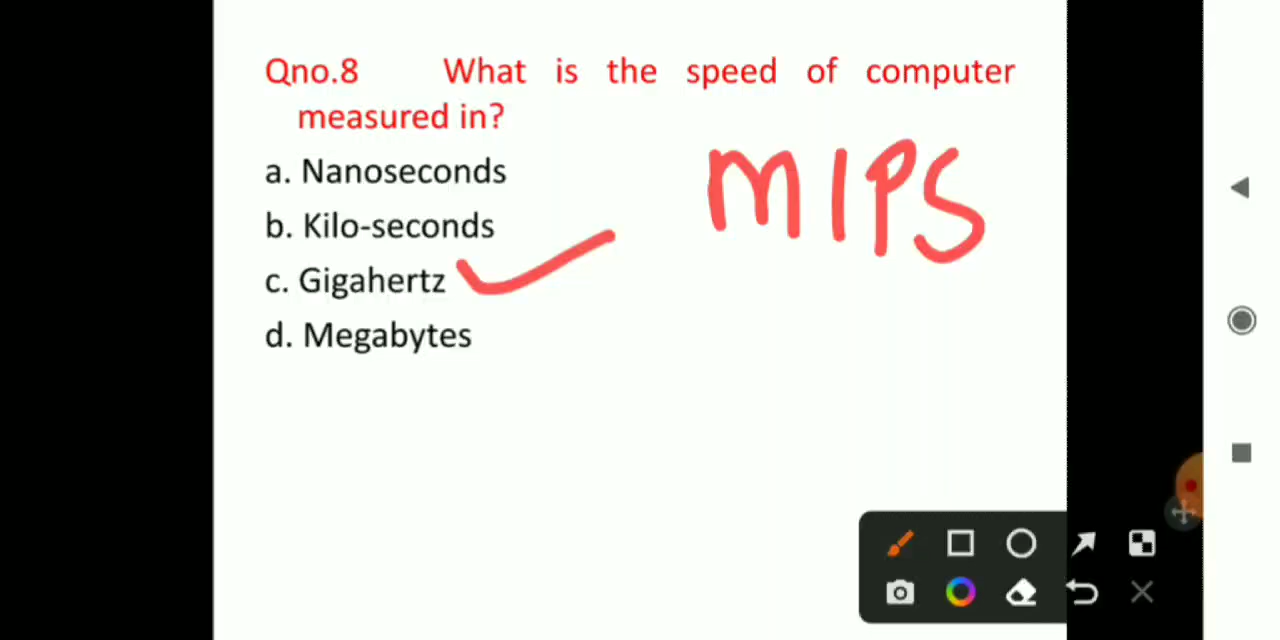 Qno.8 What is the speed of computer
measured in?
MIPS
a. Nanoseconds
b. Kilo-seconds
c. Gigahertz
d. Megabytes